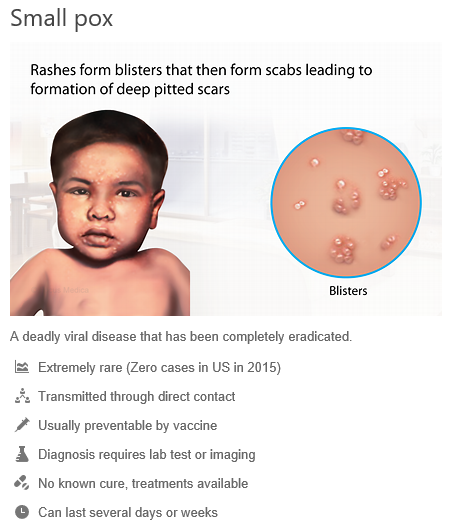 Small pox
Rashes form blisters that then form scabs leading to
formation of deep pitted scars
Blisters
A deadly viral disease that has been completely eradicated.
Extremely rare (Zero cases in US in 2015)
Transmitted through direct contact
Usually preventable by vaccine
Diagnosis requires lab test or imaging
No known cure, treatments available
Can last several days or weeks